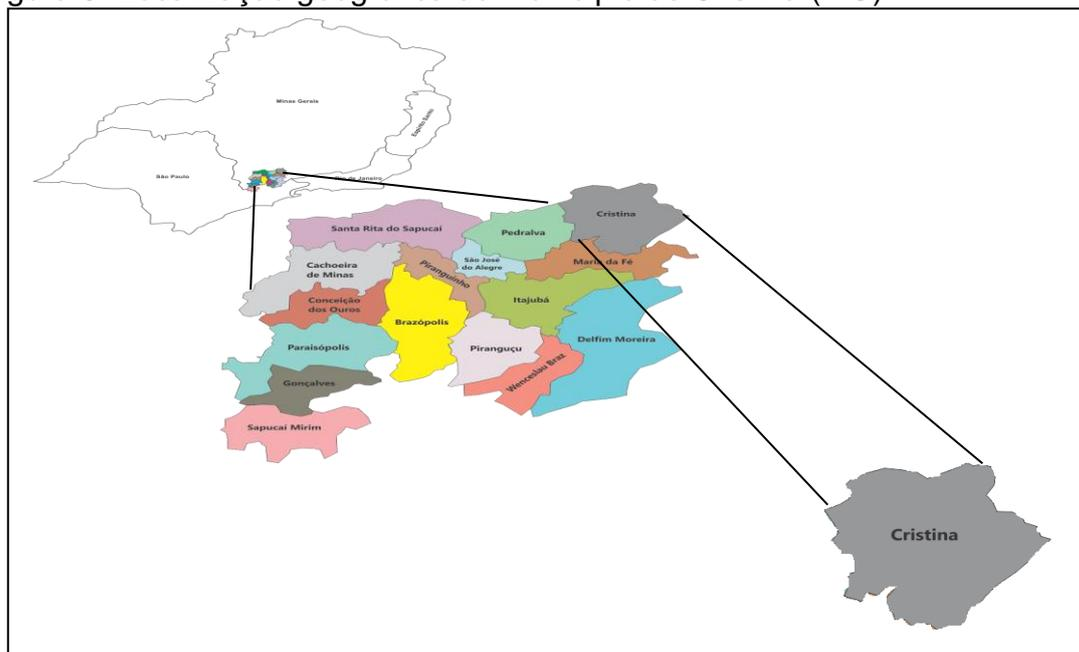 Minas Gerais
Espírito Santo
São Paulo
Rio de Janeiro
Cristina
Santa Rita do Sapucaí
Pedralva
São José
do Alegre
Maria da Fé
Cachoeira
de Minas
Piranguinho
Itajubá
Conceição
dos Ouros
Brazópolis
Delfim Moreira
Paraisópolis
Piranguçu
Wenceslau Braz
Gonçalves
Sapucaí Mirim
Cristina